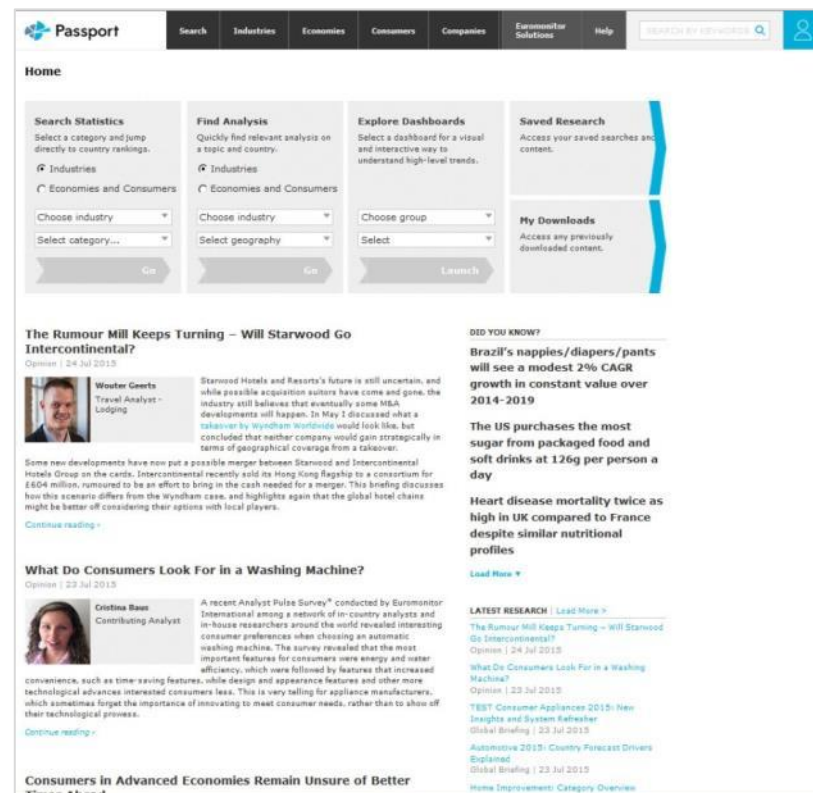 Passport
Search
Industries
Economies
Consumers
Companies
Euromonitor
Solutions
Help
SEARCH BY KEYWORDS
Home
Search Statistics
Select a category and jump
directly to country rankings.
Industries
Economies and Consumers
Choose industry
Select category...
Go
Find Analysis
Quickly find relevant analysis on
a topic and country.
Industries
Economies and Consumers
Choose industry
Select geography
Go
Explore Dashboards
Select a dashboard for a visual
and interactive way to
understand high-level trends.
Choose group
Select
Launch
Saved Research
Access your saved searches and
content.
My Downloads
Access any previously
downloaded content.
The Rumour Mill Keeps Turning – Will Starwood Go
Intercontinental?
Opinion | 24 Jul 2015
Wouter Geerts
Travel Analyst -
Lodging
Starwood Hotels and Resorts's future is still uncertain, and
while possible acquisition suitors have come and gone, the
industry still believes that eventually some M&A
developments will happen. In May I discussed what a
takeover by Wyndham Worldwide would look like, but
concluded that neither company would gain strategically in
terms of geographical coverage from a takeover.
Some new developments have now put a possible merger between Starwood and Intercontinental
Hotels Group on the cards. Intercontinental recently sold its Hong Kong flagship to a consortium for
£604 million, rumoured to be an effort to bring in the cash needed for a merger. This briefing discusses
how this scenario differs from the Wyndham case, and highlights again that the global hotel chains
might be better off considering their options with local players.
Continue reading ›
What Do Consumers Look For in a Washing Machine?
Opinion | 23 Jul 2015
Cristina Baus
Contributing Analyst
A recent Analyst Pulse Survey* conducted by Euromonitor
International among a network of in-country analysts and
in-house researchers around the world revealed interesting
consumer preferences when choosing an automatic
washing machine. The survey revealed that the most
important features for consumers were energy and water
efficiency, which were followed by features that increased
convenience, such as time-saving features, while design and appearance features and other more
technological advances interested consumers less. This is very telling for appliance manufacturers,
which sometimes forget the importance of innovating to meet consumer needs, rather than to show off
their technological prowess.
Continue reading ›
Consumers in Advanced Economies Remain Unsure of Better
Times Ahead
DID YOU KNOW?
Brazil's nappies/diapers/pants
will see a modest 2% CAGR
growth in constant value over
2014-2019
The US purchases the most
sugar from packaged food and
soft drinks at 126g per person a
day
Heart disease mortality twice as
high in UK compared to France
despite similar nutritional
profiles
Load More ▼
LATEST RESEARCH | Load More >
The Rumour Mill Keeps Turning – Will Starwood
Go Intercontinental?
Opinion | 24 Jul 2015
What Do Consumers Look For in a Washing
Machine?
Opinion | 23 Jul 2015
TEST Consumer Appliances 2015: New
Insights and System Refresher
Global Briefing | 23 Jul 2015
Automotive 2015: Country Forecast Drivers
Explained
Global Briefing | 23 Jul 2015
Home Improvement: Category Overview